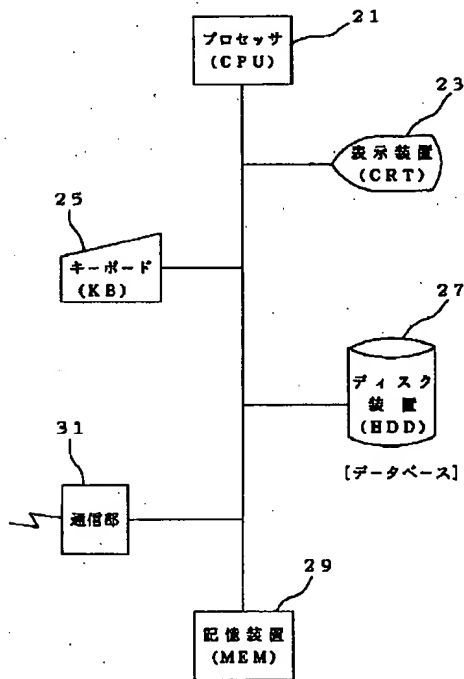 21
プロセッサ
(CPU)
23
表示装置
(CRT)
25
キーボード
(KB)
27
ディスク
装置
(HDD)
[データベース]
31
通信部
29
記憶装置
(MEM)